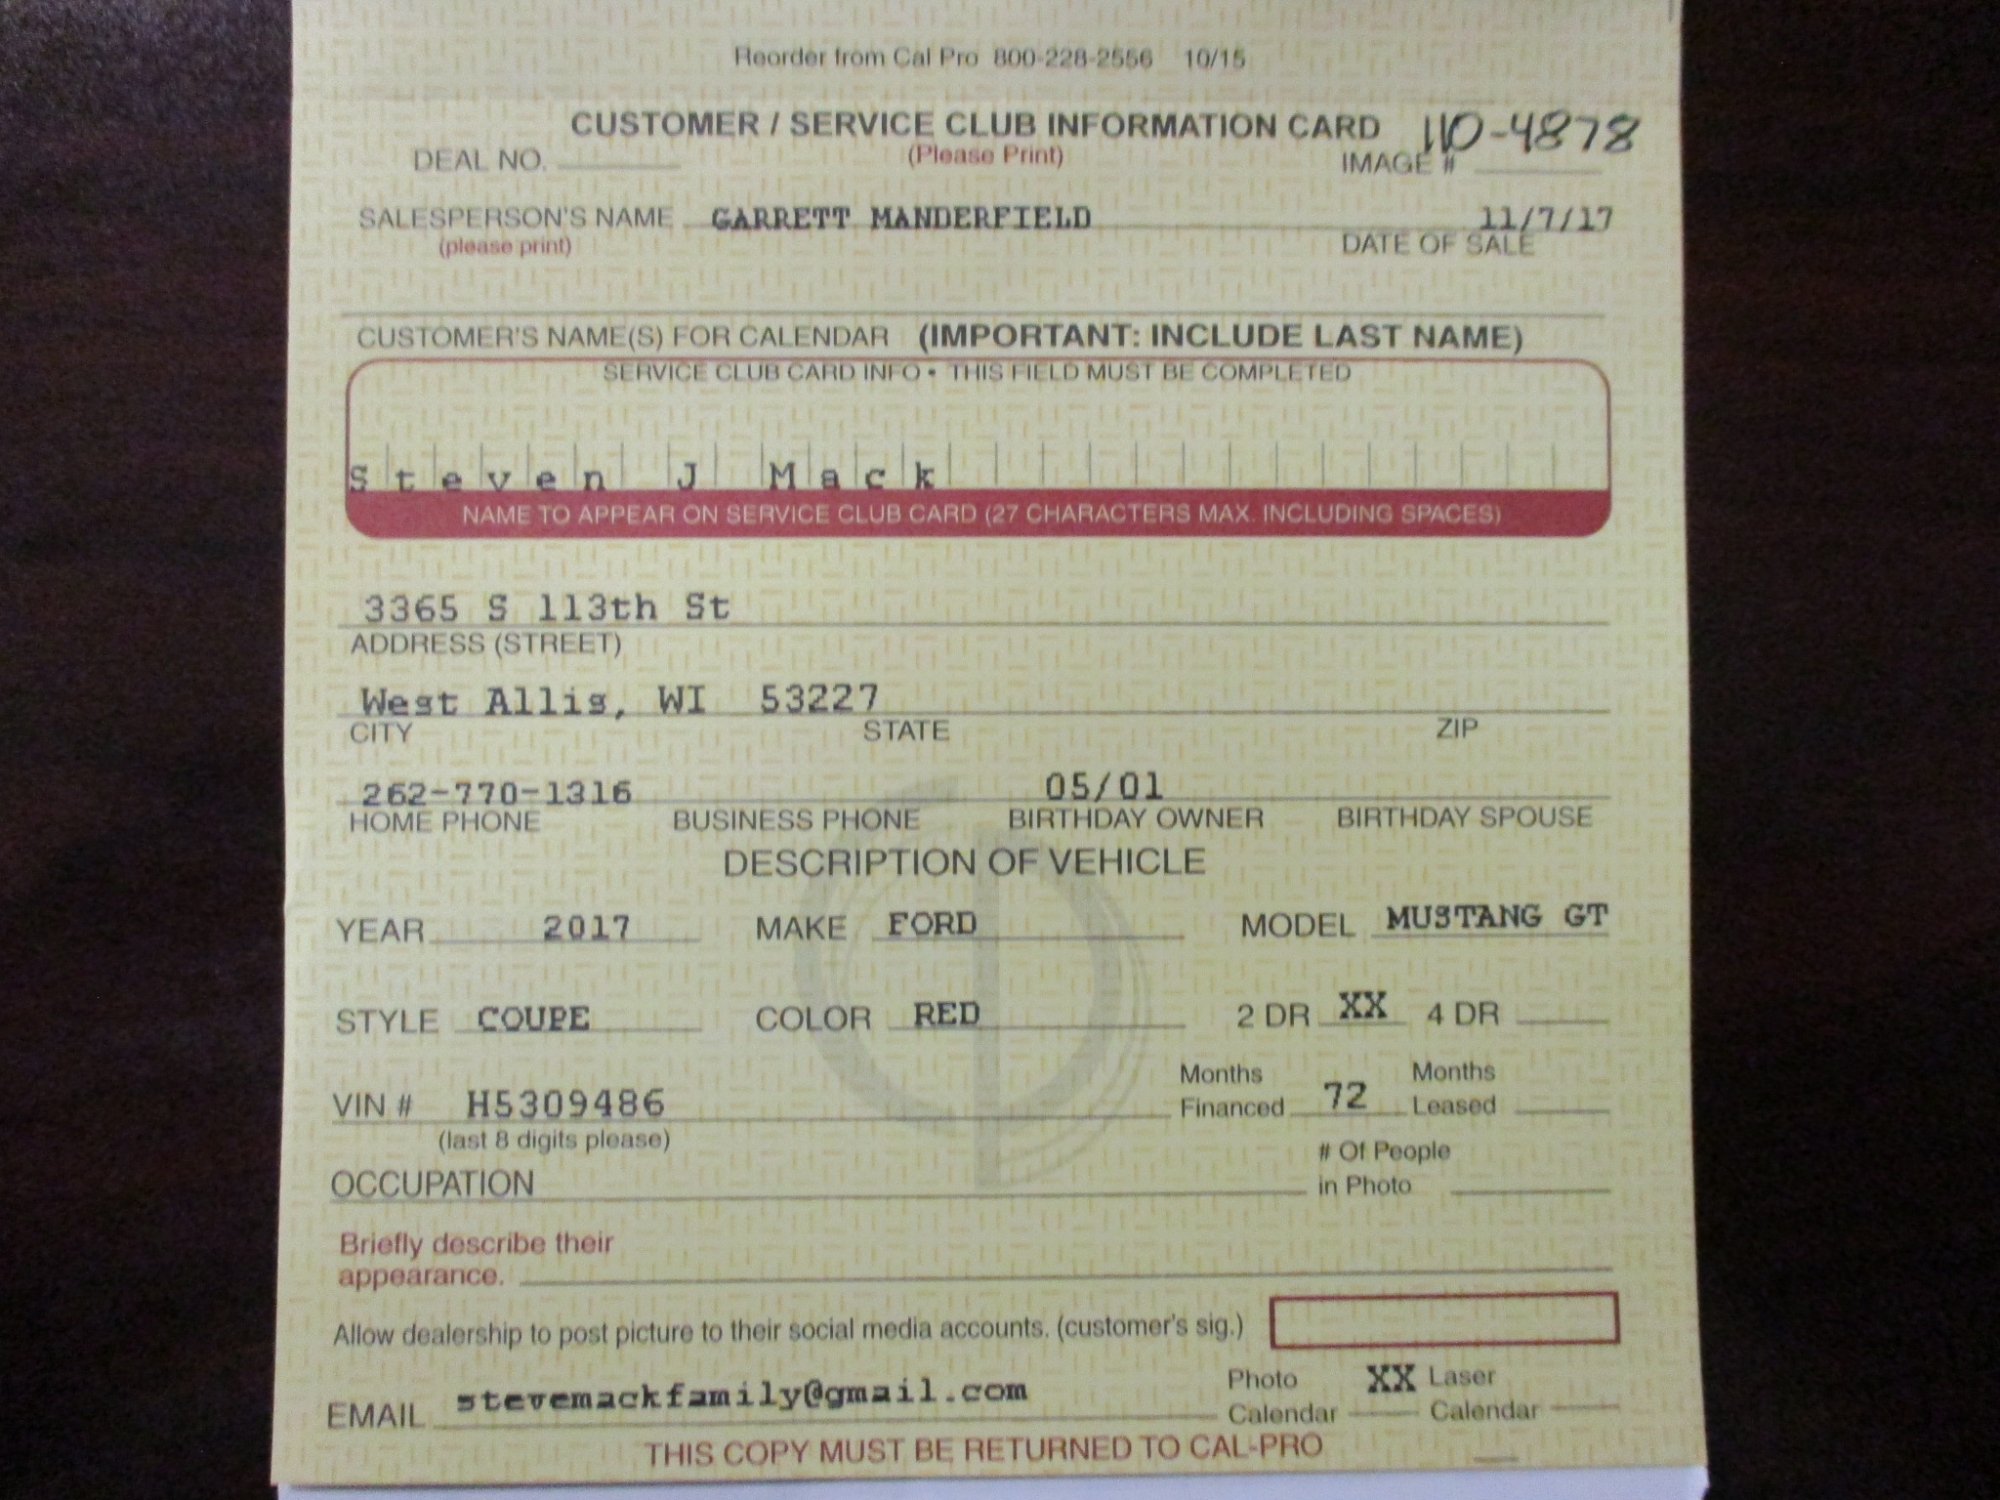 Reorder from Cal Pro 800-228-2556 10/15
CUSTOMER / SERVICE CLUB INFORMATION CARD 110-4878
DEAL NO. (Please Print) IMAGE #
SALESPERSON'S NAME GARRETT MANDERFIELD 11/7/17
(please print) DATE OF SALE
CUSTOMER'S NAME(S) FOR CALENDAR (IMPORTANT: INCLUDE LAST NAME)
SERVICE CLUB CARD INFO • THIS FIELD MUST BE COMPLETED
Steven J Mack
NAME TO APPEAR ON SERVICE CLUB CARD (27 CHARACTERS MAX. INCLUDING SPACES)
3365 S 113th St
ADDRESS (STREET)
West Allis, WI 53227
CITY STATE ZIP
262-770-1316 05/01
HOME PHONE BUSINESS PHONE BIRTHDAY OWNER BIRTHDAY SPOUSE
DESCRIPTION OF VEHICLE
YEAR 2017 MAKE FORD MODEL MUSTANG GT
STYLE COUPE COLOR RED 2 DR XX 4 DR
Months Months
VIN # H5309486 Financed 72 Leased
(last 8 digits please)
# Of People
OCCUPATION in Photo
Briefly describe their
appearance.
Allow dealership to post picture to their social media accounts. (customer's sig.)
Photo XX Laser
EMAIL stevemackfamily@gmail.com Calendar Calendar
THIS COPY MUST BE RETURNED TO CAL-PRO